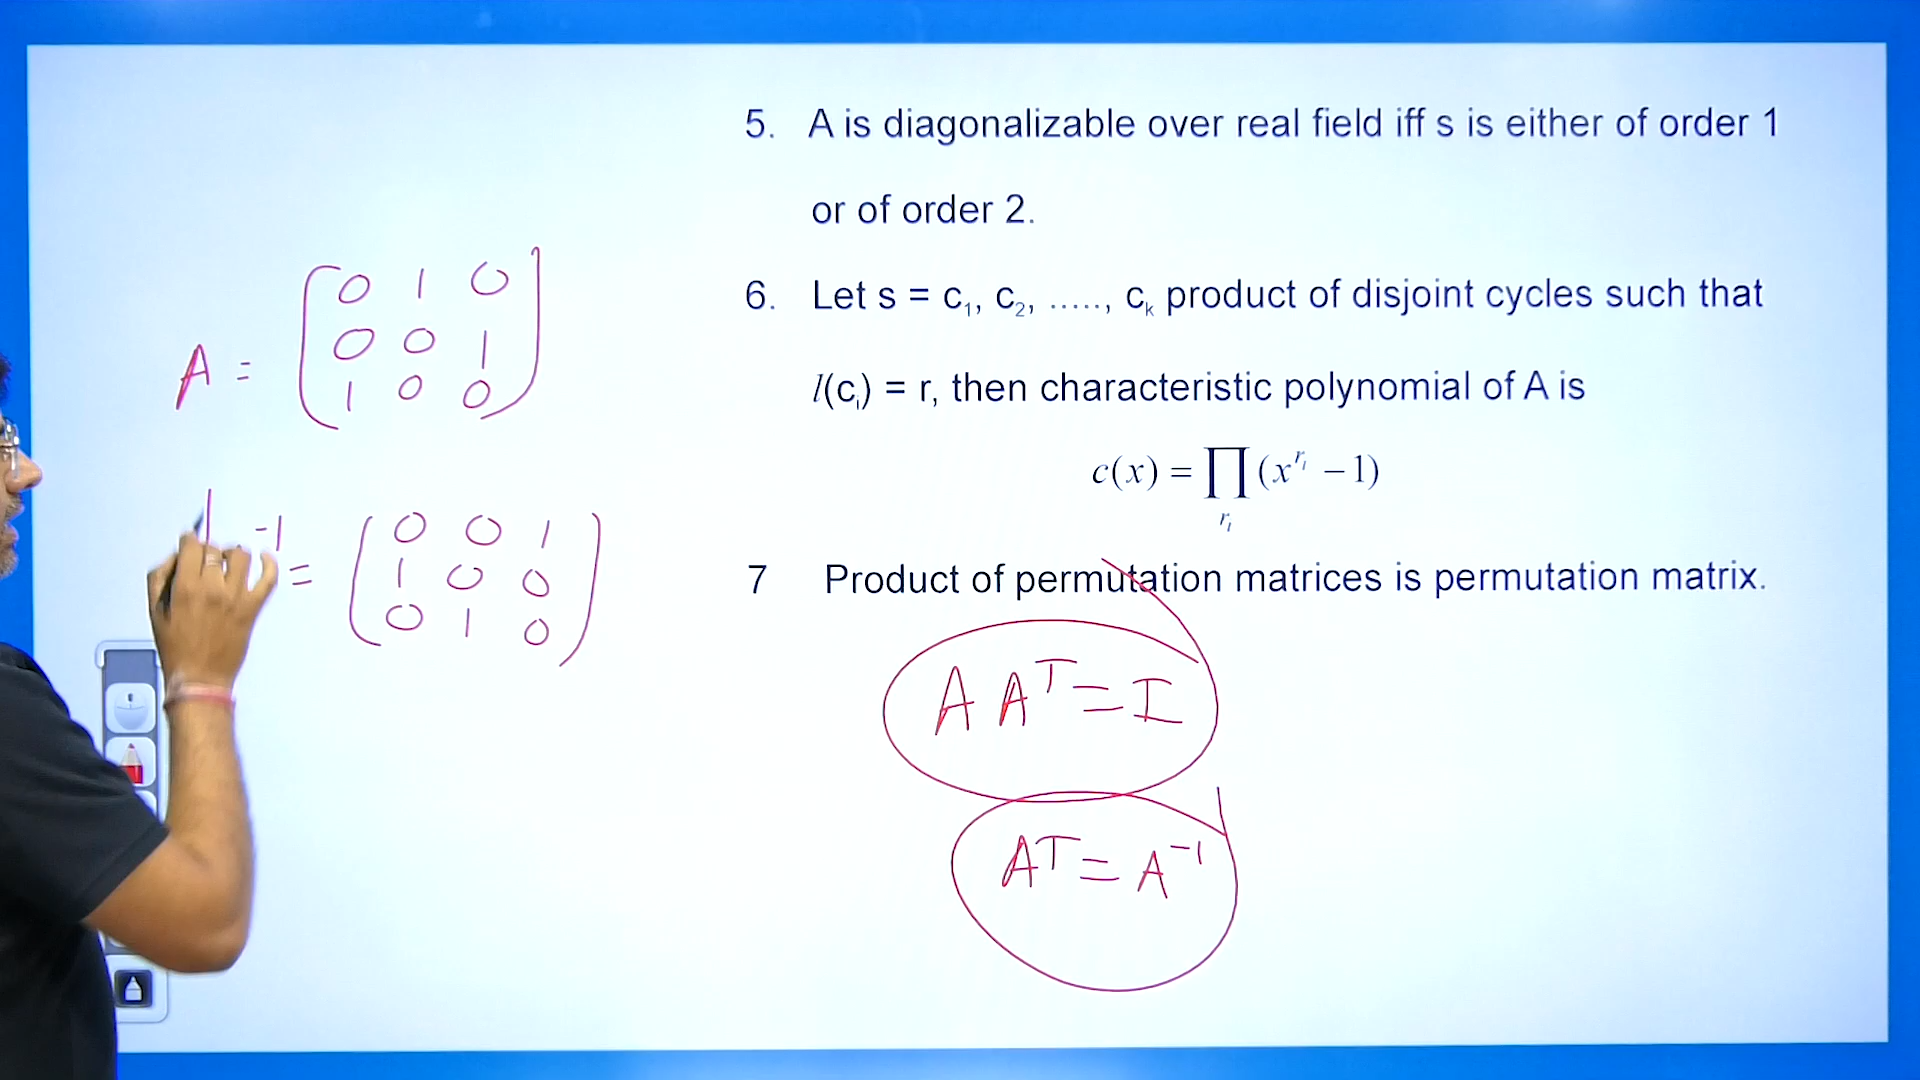 5. A is diagonalizable over real field iff s is either of order 1
or of order 2.
6. Let s = c₁, c₂, ....., cₖ product of disjoint cycles such that
l(cᵢ) = r, then characteristic polynomial of A is
c(x) = ∏ (x^{rᵢ} − 1)
rᵢ
7 Product of permutation matrices is permutation matrix.
A A^T = I
A^T = A^{-1}
A = [0 1 0
0 0 1
1 0 0]
-1 = (0 0 1
1 0 0
0 1 0)